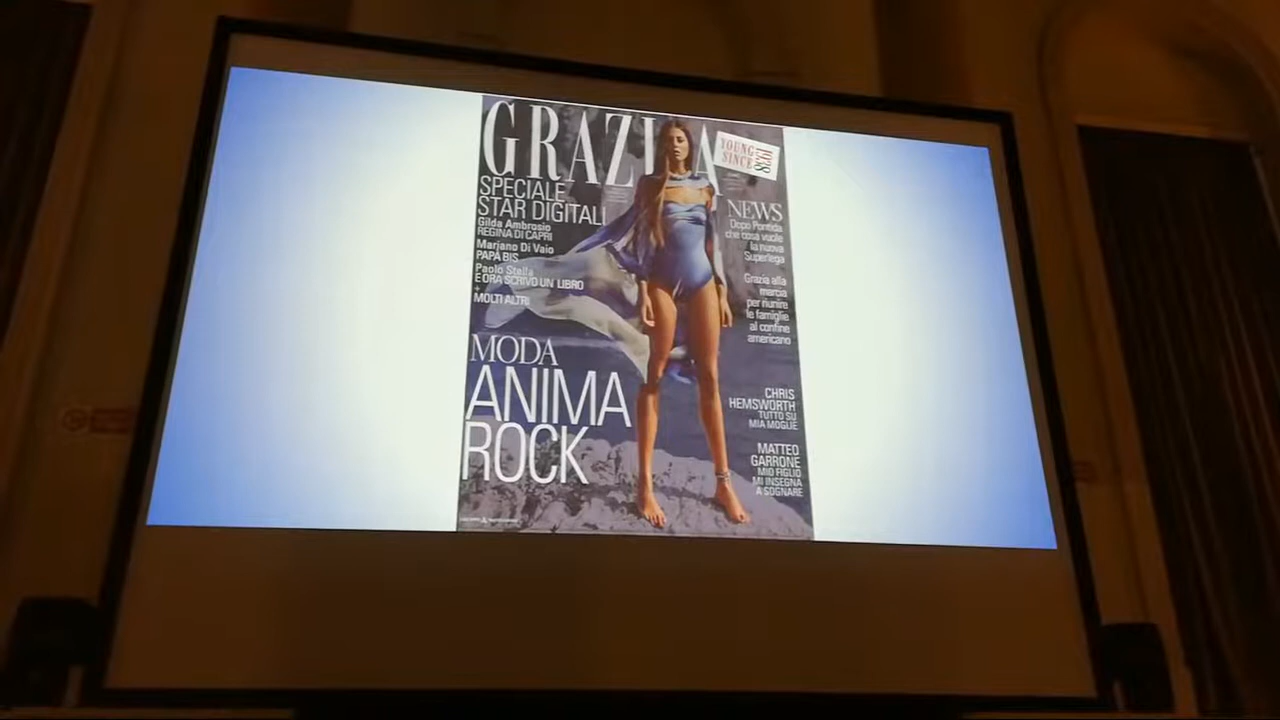 GRAZIA
YOUNG
SINCE
1938
SPECIALE
STAR DIGITALI
Gilda Ambrosio
REGINA DI CAPRI
Mariano Di Vaio
PAPÀ BIS
Paolo Stella
E ORA SCRIVO UN LIBRO
+
MOLTI ALTRI
MODA
ANIMA
ROCK
NEWS
Dopo Pontida
che cosa vuole
la nuova
Superlega
Grazia alla
marcia
per riunire
le famiglie
al confine
americano
CHRIS
HEMSWORTH
TUTTO SU
MIA MOGLIE
MATTEO
GARRONE
MIO FIGLIO
MI INSEGNA
A SOGNARE